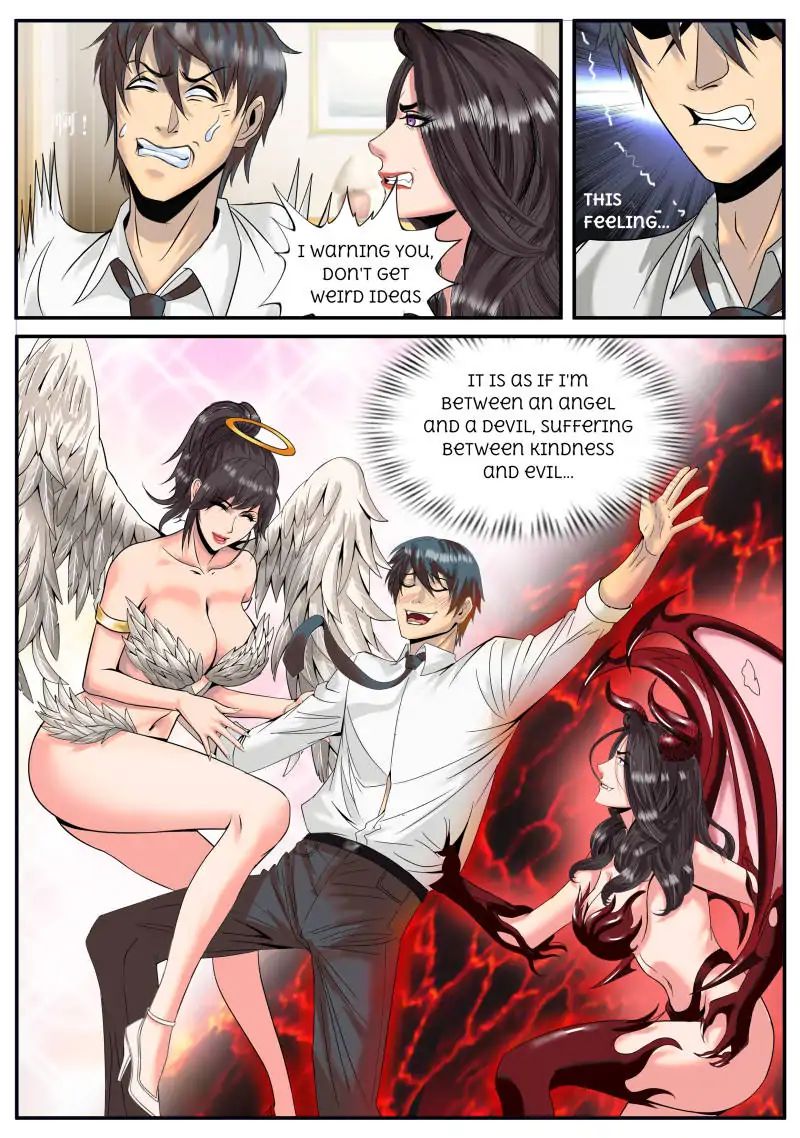 I WARNING YOU,
DON'T GET
WEIRD IDEAS
THIS
FEELING...
IT IS AS IF I'M
BETWEEN AN ANGEL
AND A DEVIL, SUFFERING
BETWEEN KINDNESS
AND EVIL...